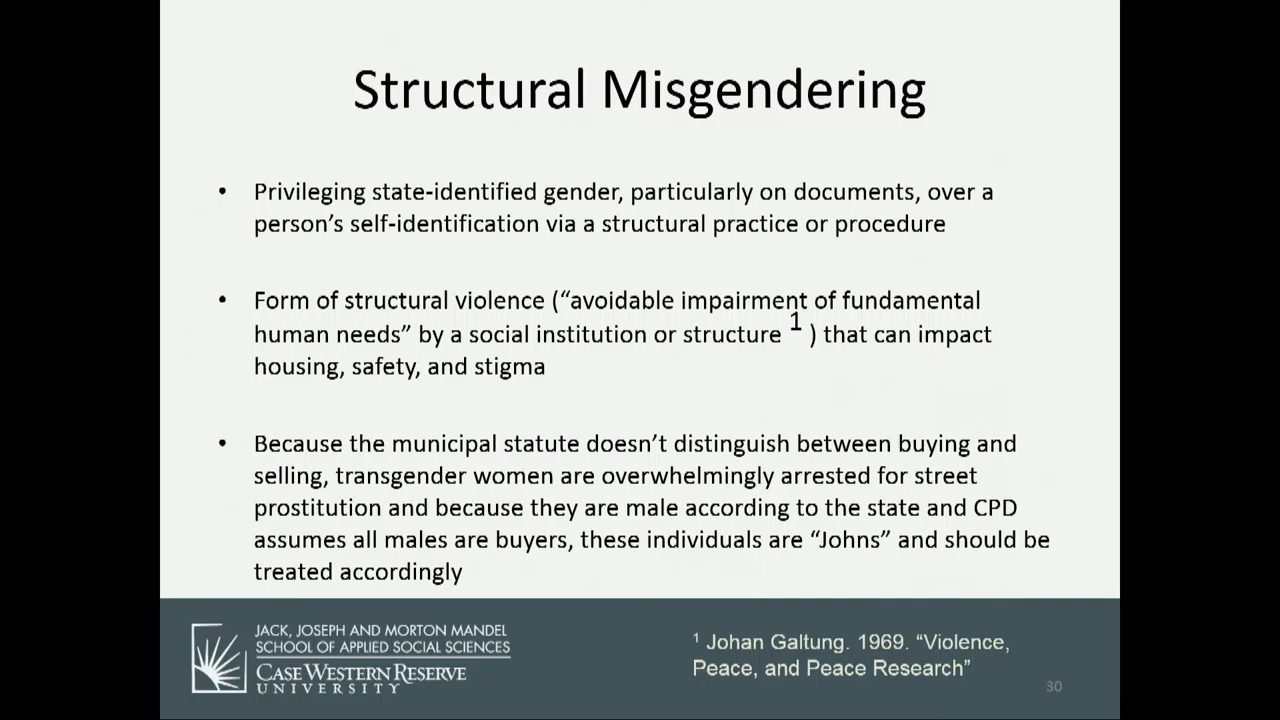 Structural Misgendering
• Privileging state-identified gender, particularly on documents, over a
person’s self-identification via a structural practice or procedure
• Form of structural violence (“avoidable impairment of fundamental
human needs” by a social institution or structure 1 ) that can impact
housing, safety, and stigma
• Because the municipal statute doesn’t distinguish between buying and
selling, transgender women are overwhelmingly arrested for street
prostitution and because they are male according to the state and CPD
assumes all males are buyers, these individuals are “Johns” and should be
treated accordingly
JACK, JOSEPH AND MORTON MANDEL
SCHOOL OF APPLIED SOCIAL SCIENCES
CASE WESTERN RESERVE
UNIVERSITY
1 Johan Galtung. 1969. “Violence,
Peace, and Peace Research”
30